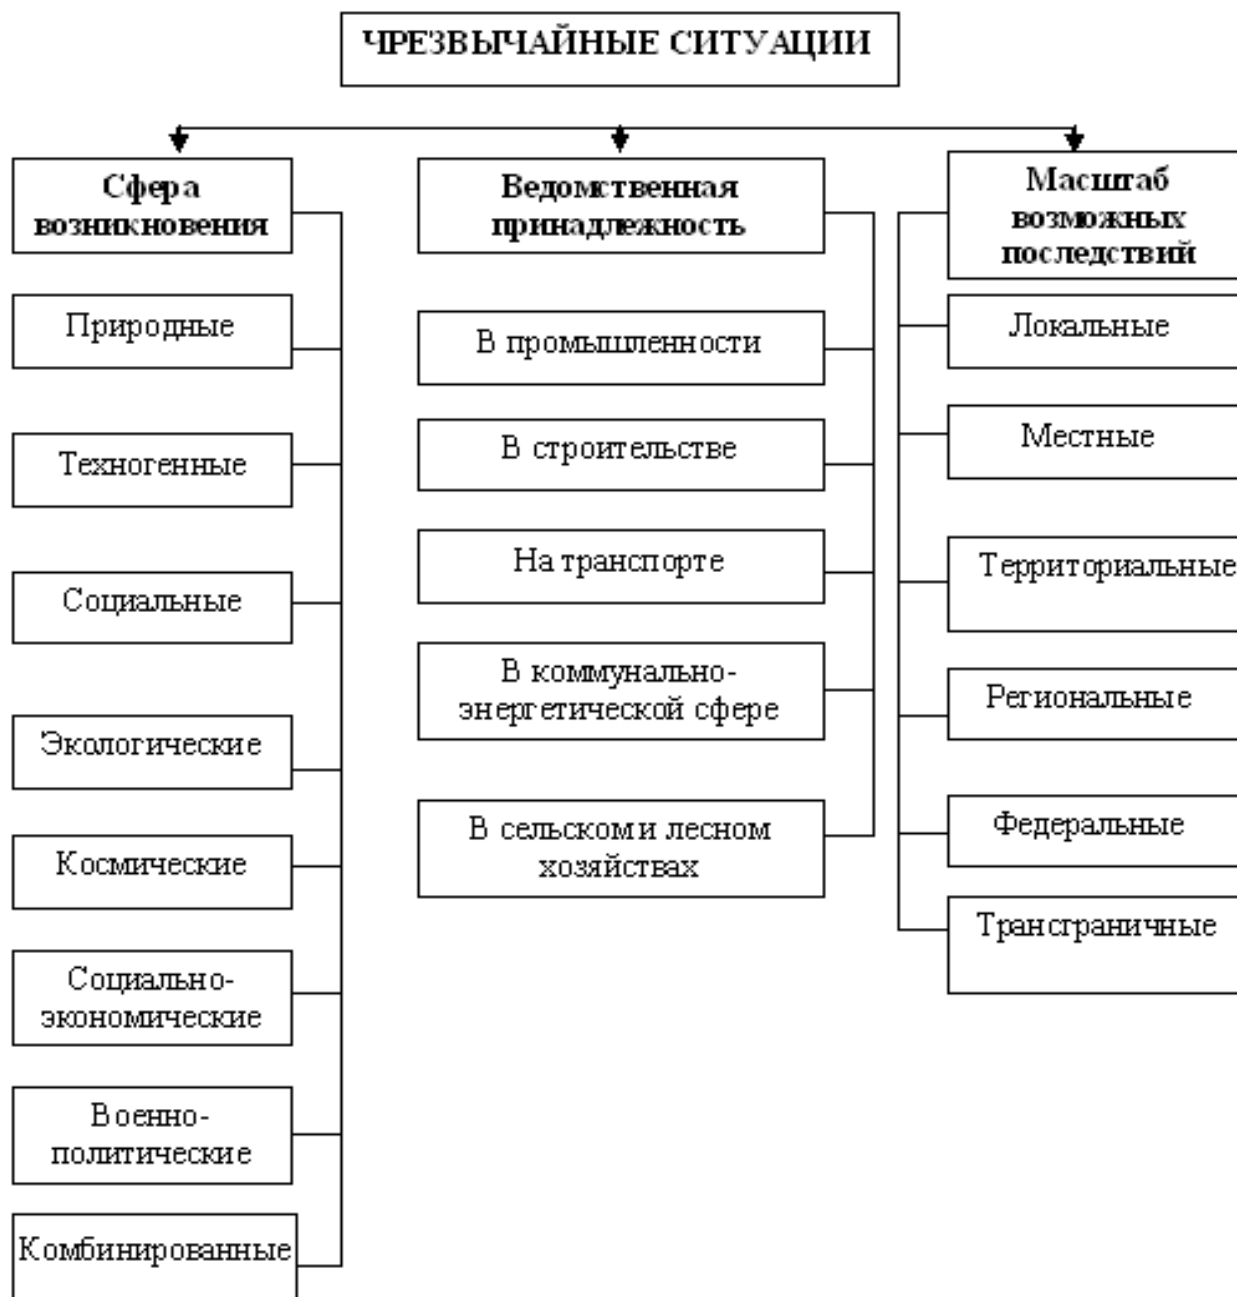 ЧРЕЗВЫЧАЙНЫЕ СИТУАЦИИ
Сфера
возникновения
Природные
Техногенные
Социальные
Экологические
Космические
Социально-
экономические
Военно-
политические
Комбинированные
Ведомственная
принадлежность
В промышленности
В строительстве
На транспорте
В коммунально-
энергетической сфере
В сельском и лесном
хозяйствах
Масштаб
возможных
последствий
Локальные
Местные
Территориальные
Региональные
Федеральные
Трансграничные